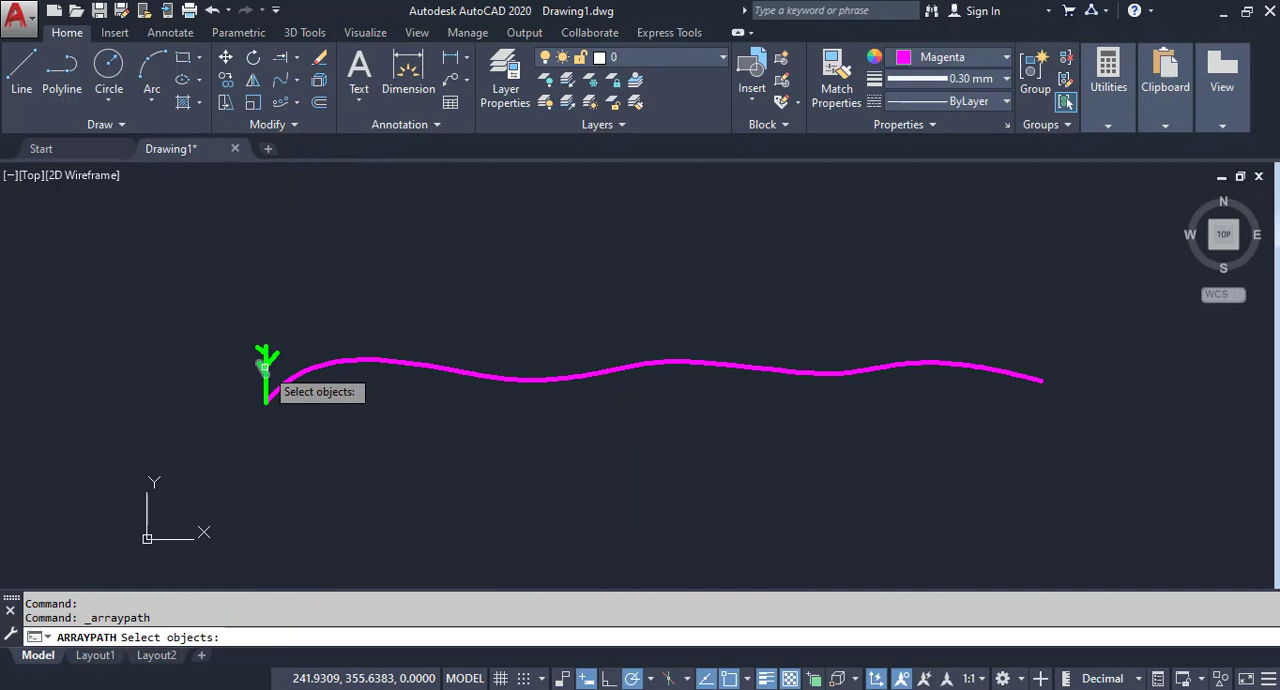 Autodesk AutoCAD 2020 Drawing1.dwg
Type a keyword or phrase
Sign In
Home Insert Annotate Parametric 3D Tools Visualize View Manage Output Collaborate Express Tools
Line Polyline Circle Arc
Draw
Modify
Text Dimension
Annotation
Layer
Properties
0
Layers
Insert
Block
Match
Properties
Magenta
0.30 mm
ByLayer
Properties
Group
Groups
Utilities
Clipboard
View
Start Drawing1*
[−][Top][2D Wireframe]
N
W TOP E
S
WCS
Select objects:
Y
X
Command:
Command: _arraypath
ARRAYPATH Select objects:
Model Layout1 Layout2
241.9309, 355.6383, 0.0000 MODEL 1:1 Decimal